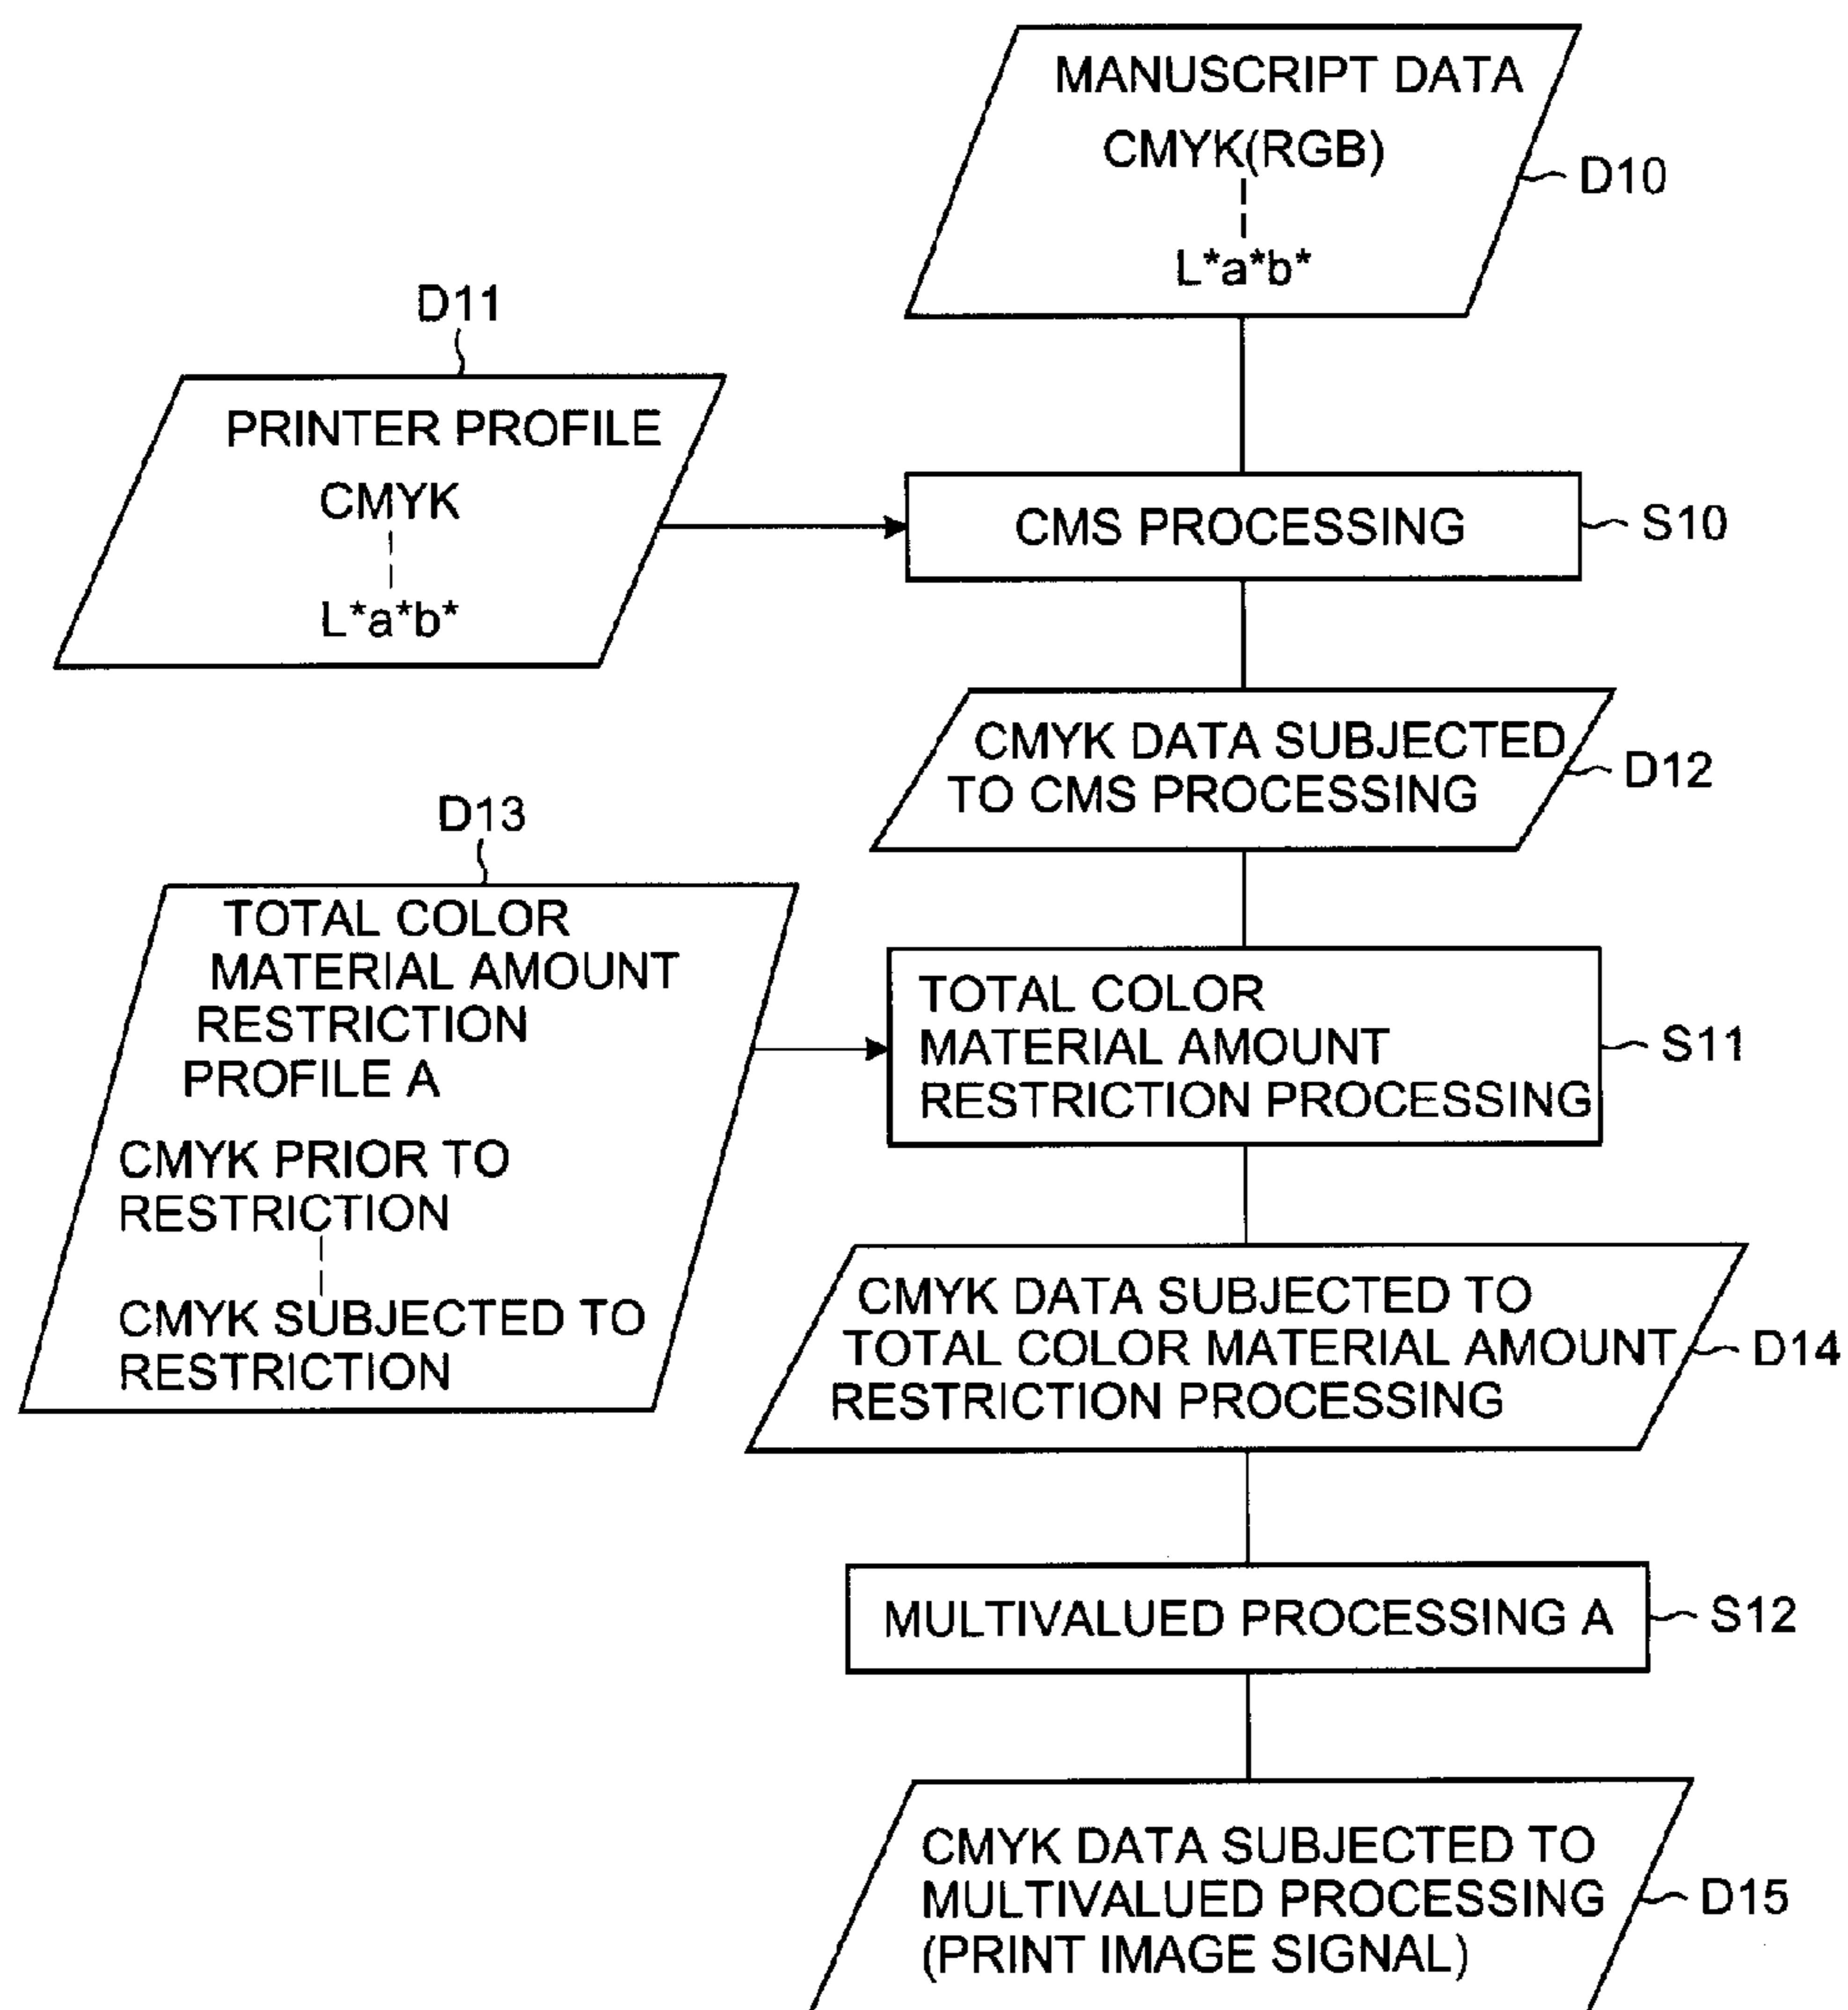 MANUSCRIPT DATA
CMYK(RGB)
L*a*b*
D10
D11
PRINTER PROFILE
CMYK
L*a*b*
CMS PROCESSING
S10
CMYK DATA SUBJECTED
TO CMS PROCESSING
D12
D13
TOTAL COLOR
MATERIAL AMOUNT
RESTRICTION
PROFILE A
CMYK PRIOR TO
RESTRICTION
CMYK SUBJECTED TO
RESTRICTION
TOTAL COLOR
MATERIAL AMOUNT
RESTRICTION PROCESSING
S11
CMYK DATA SUBJECTED TO
TOTAL COLOR MATERIAL AMOUNT
RESTRICTION PROCESSING
D14
MULTIVALUED PROCESSING A
S12
CMYK DATA SUBJECTED TO
MULTIVALUED PROCESSING
(PRINT IMAGE SIGNAL)
D15